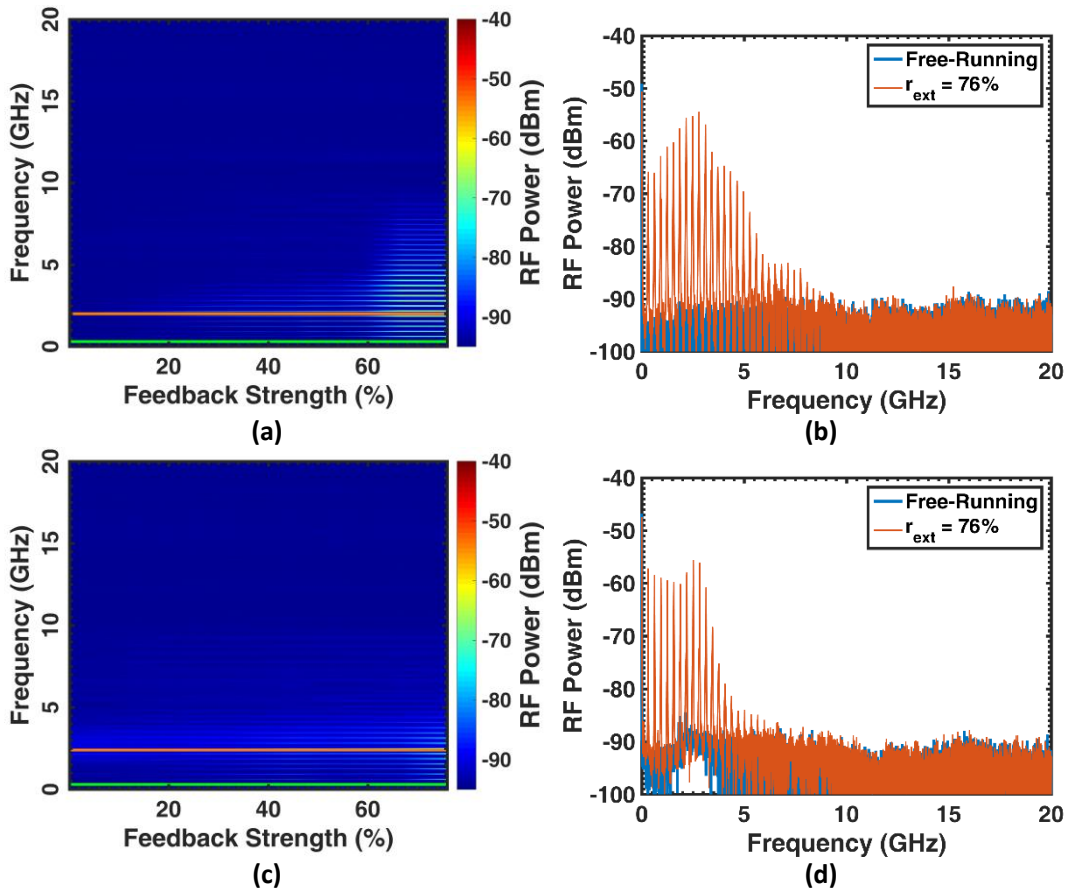 Frequency (GHz)
20
15
10
5
0
20
40
60
Feedback Strength (%)
-40
-50
-60
-70
-80
-90
RF Power (dBm)
(a)
RF Power (dBm)
-40
-50
-60
-70
-80
-90
-100
0
5
10
15
20
Frequency (GHz)
Free-Running
r_ext = 76%
(b)
Frequency (GHz)
20
15
10
5
0
20
40
60
Feedback Strength (%)
-40
-50
-60
-70
-80
-90
RF Power (dBm)
(c)
RF Power (dBm)
-40
-50
-60
-70
-80
-90
-100
0
5
10
15
20
Frequency (GHz)
Free-Running
r_ext = 76%
(d)